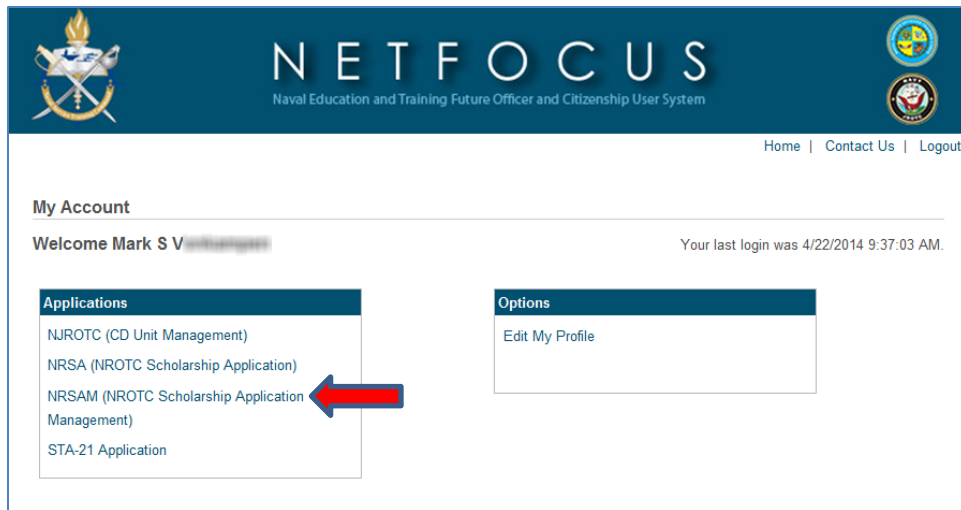 NETFOCUS
Naval Education and Training Future Officer and Citizenship User System
Home | Contact Us | Logout
My Account
Welcome Mark S V
Your last login was 4/22/2014 9:37:03 AM.
Applications
NJROTC (CD Unit Management)
NRSA (NROTC Scholarship Application)
NRSAM (NROTC Scholarship Application
Management)
STA-21 Application
Options
Edit My Profile